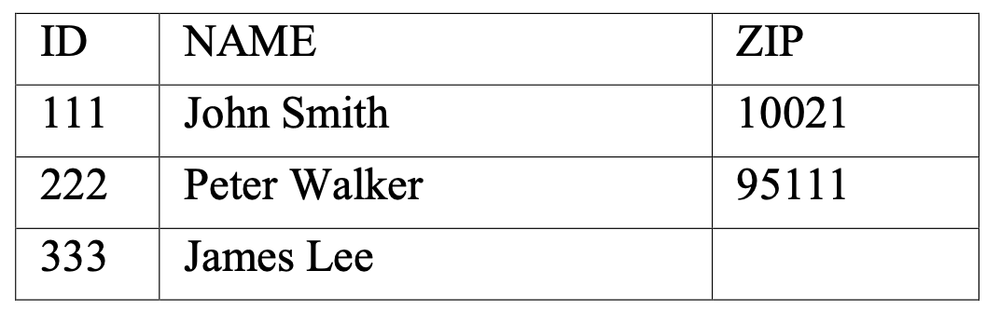 ID NAME ZIP
111 John Smith 10021
222 Peter Walker 95111
333 James Lee